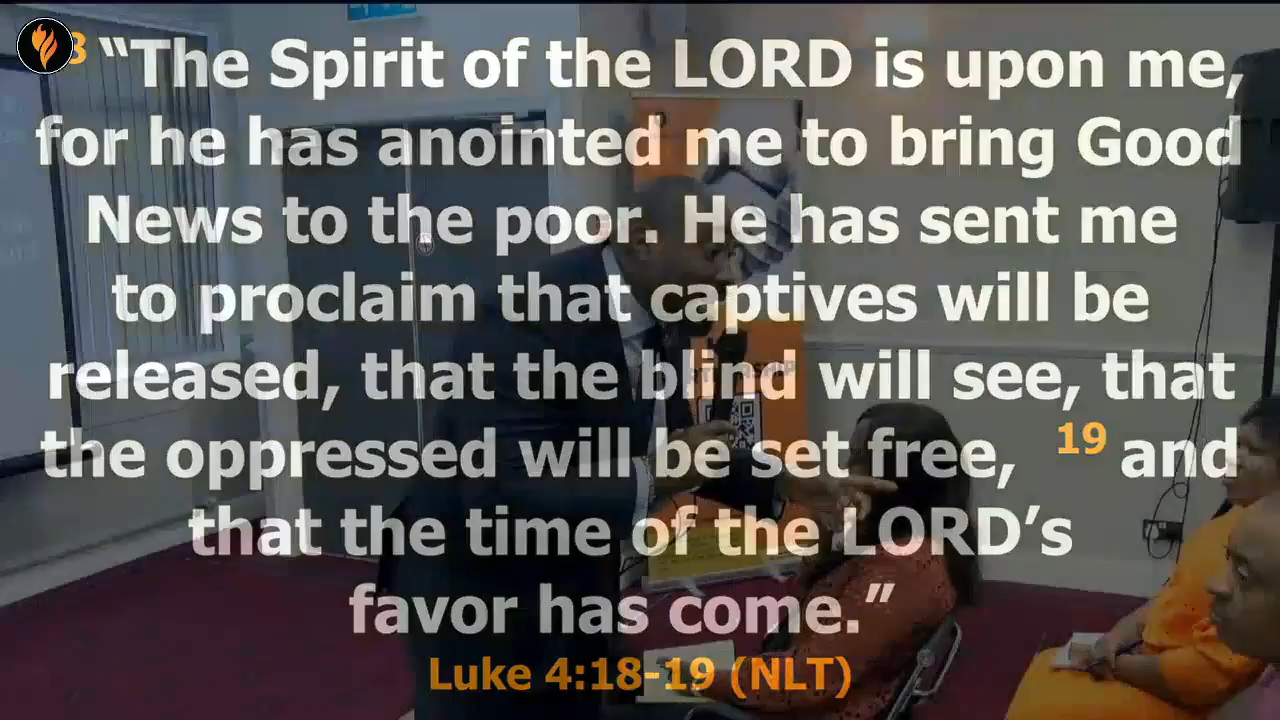 “The Spirit of the LORD is upon me,
for he has anointed me to bring Good
News to the poor. He has sent me
to proclaim that captives will be
released, that the blind will see, that
the oppressed will be set free, 19 and
that the time of the LORD’s
favor has come.”
Luke 4:18-19 (NLT)